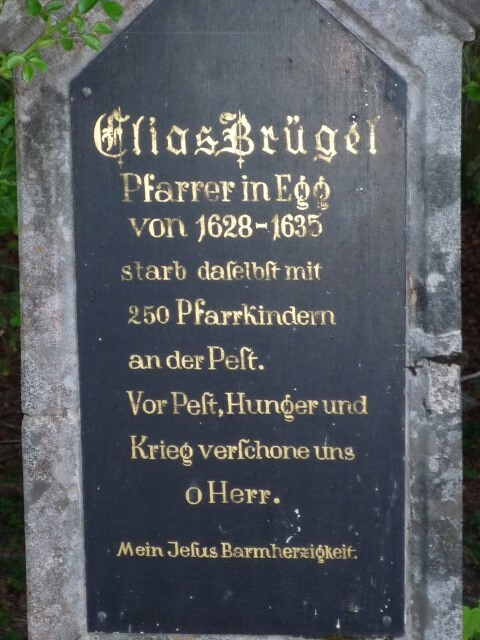 Elias Brügel
Pfarrer in Egg
von 1628-1635
starb daſelbſt mit
250 Pfarrkindern
an der Peſt.
Vor Peſt, Hunger und
Krieg verſchone uns
o Herr.
Mein Jeſus Barmherzigkeit.